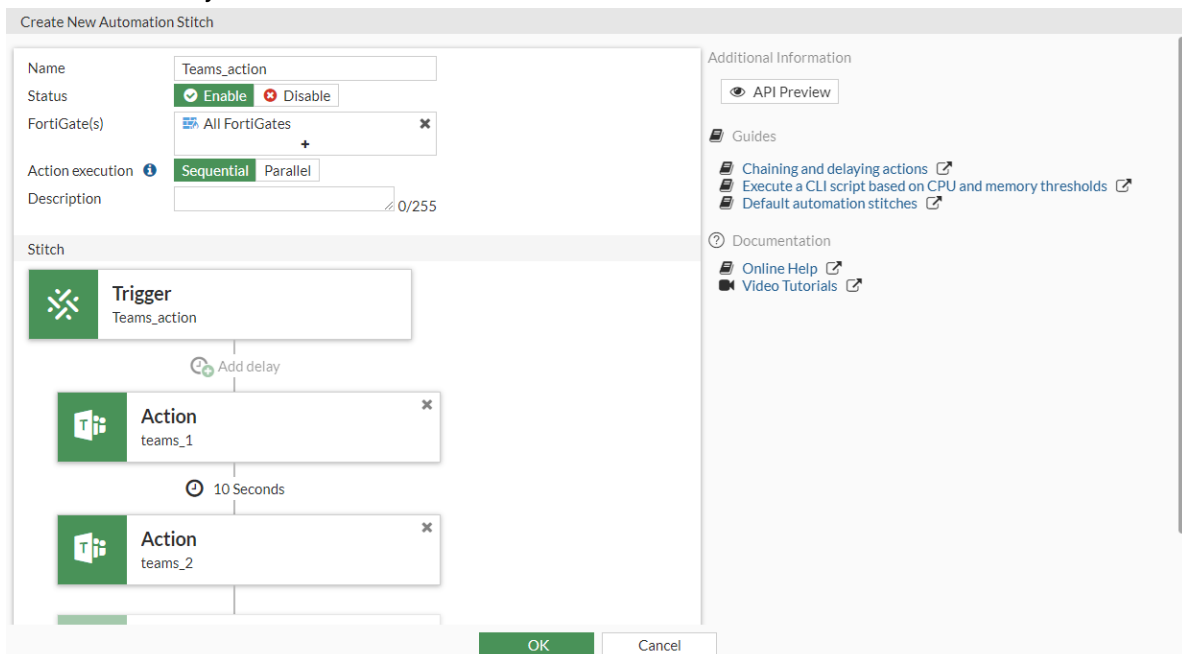 Create New Automation Stitch
Name Teams_action
Status Enable Disable
FortiGate(s) All FortiGates
Action execution Sequential Parallel
Description 0/255
Stitch
Trigger
Teams_action
Add delay
Action
teams_1
10 Seconds
Action
teams_2
Additional Information
API Preview
Guides
Chaining and delaying actions
Execute a CLI script based on CPU and memory thresholds
Default automation stitches
Documentation
Online Help
Video Tutorials
OK Cancel